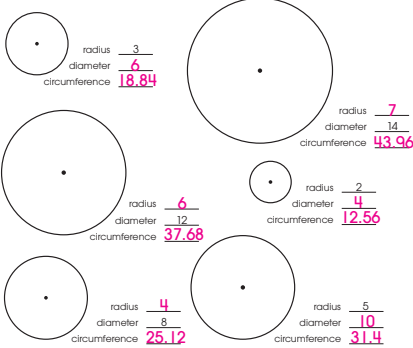 radius 3
diameter 6
circumference 18.84
radius 7
diameter 14
circumference 43.96
radius 6
diameter 12
circumference 37.68
radius 2
diameter 4
circumference 12.56
radius 4
diameter 8
circumference 25.12
radius 5
diameter 10
circumference 31.4